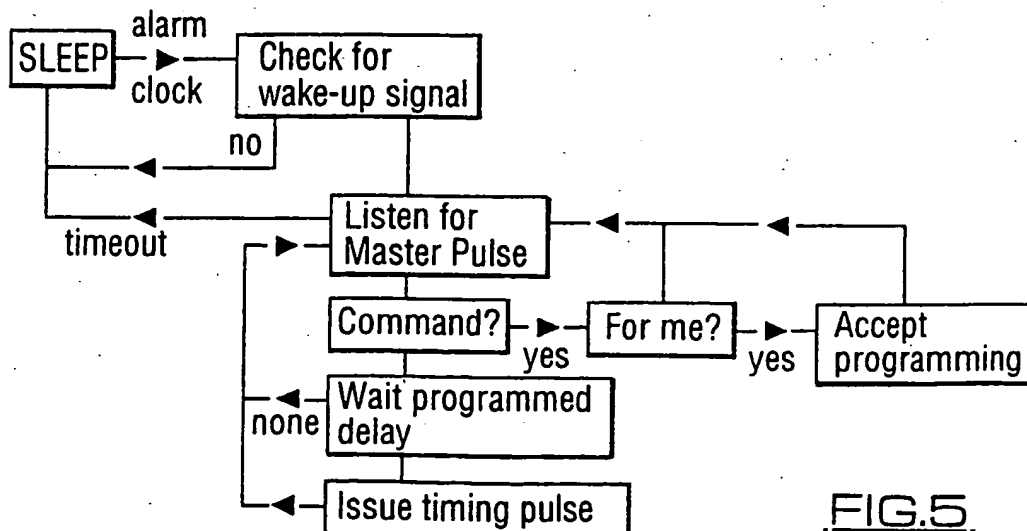 alarm
SLEEP
clock
Check for
wake-up signal
no
timeout
Listen for
Master Pulse
Command?
yes
For me?
yes
Accept
programming
none
Wait programmed
delay
Issue timing pulse
FIG.5